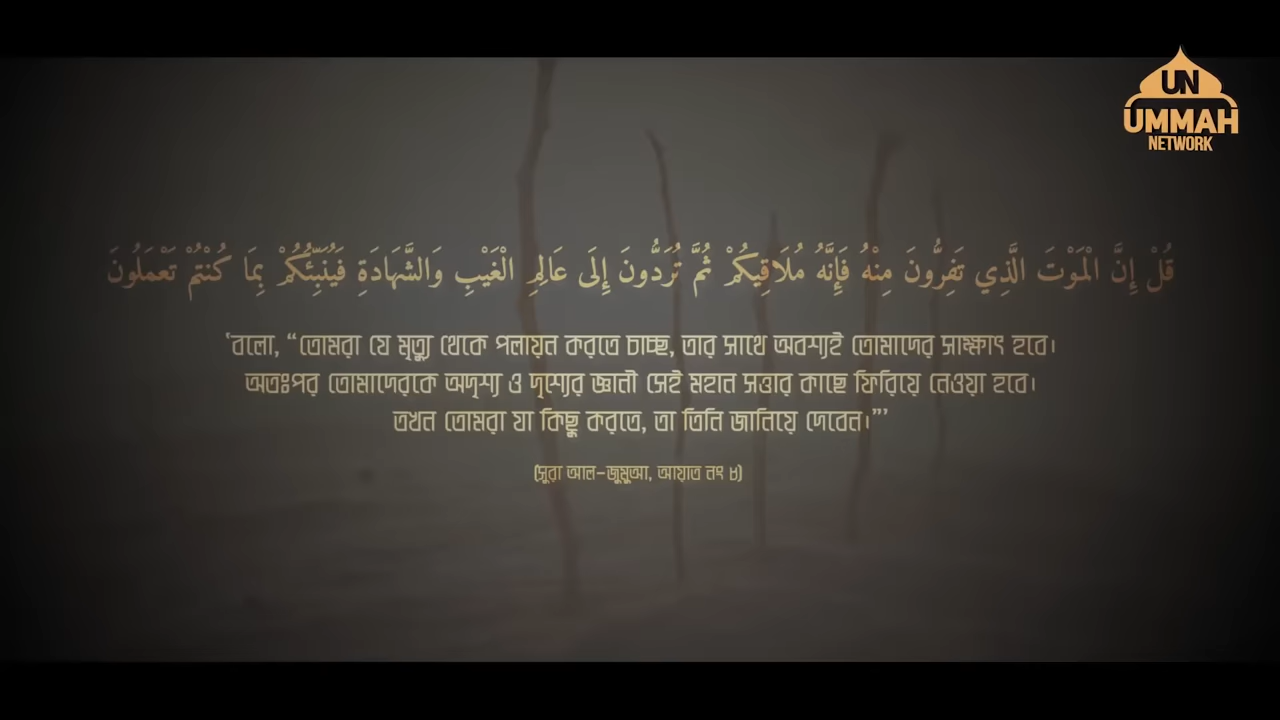 UN
UMMAH
NETWORK
قُلْ إِنَّ الْمَوْتَ الَّذِي تَفِرُّونَ مِنْهُ فَإِنَّهُ مُلَاقِيكُمْ ثُمَّ تُرَدُّونَ إِلَى عَالِمِ الْغَيْبِ وَالشَّهَادَةِ فَيُنَبِّئُكُمْ بِمَا كُنْتُمْ تَعْمَلُونَ
‘বলো, “তোমরা যে মৃত্যু থেকে পলায়ন করতে চাচ্ছ, তার সাথে অবশ্যই তোমাদের সাক্ষাৎ হবে।
অতঃপর তোমাদেরকে অদৃশ্য ও দৃশ্যের জ্ঞানী সেই মহান সত্তার কাছে ফিরিয়ে নেওয়া হবে।
তখন তোমরা যা কিছু করতে, তা তিনি জানিয়ে দেবেন।”’
(সুরা আল-জুমুআ, আয়াত নং ৮)